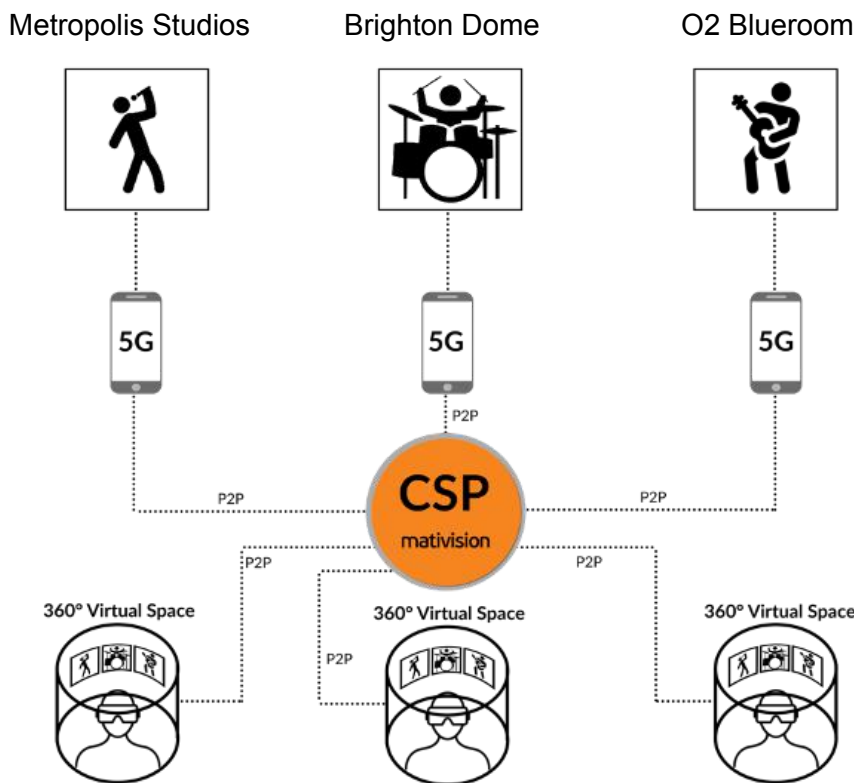 Metropolis Studios
Brighton Dome
O2 Blueroom
5G
5G
5G
P2P
P2P
P2P
CSP
mativision
P2P
P2P
P2P
360° Virtual Space
360° Virtual Space
360° Virtual Space